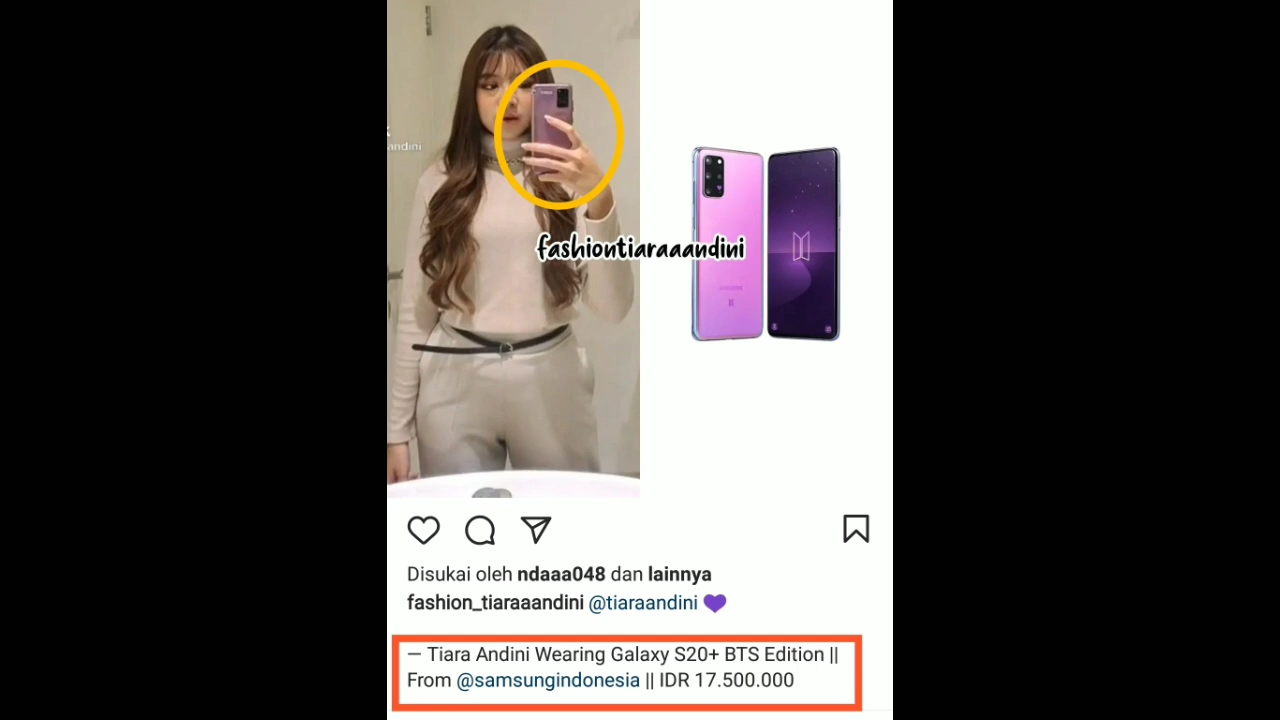 andini
fashiontiaraaandini
SAMSUNG
Disukai oleh ndaaa048 dan lainnya
fashion_tiaraaandini @tiaraandini 💜
— Tiara Andini Wearing Galaxy S20+ BTS Edition ||
From @samsungindonesia || IDR 17.500.000